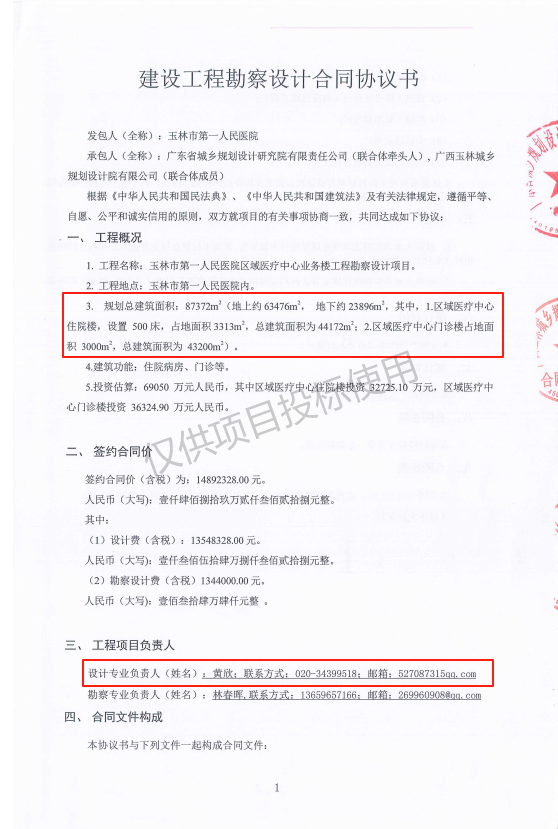 建设工程勘察设计合同协议书
发包人（全称）：玉林市第一人民医院
承包人（全称）：广东省城乡规划设计研究院有限责任公司（联合体牵头人），广西玉林城乡
规划设计院有限公司（联合体成员）
根据《中华人民共和国民法典》、《中华人民共和国建筑法》及有关法律规定，遵循平等、
自愿、公平和诚实信用的原则，双方就项目的有关事项协商一致，共同达成如下协议：
一、 工程概况
1. 工程名称：玉林市第一人民医院区域医疗中心业务楼工程勘察设计项目。
2. 工程地点：玉林市第一人民医院内。
3. 规划总建筑面积：87372m²（地上约 63476m²， 地下约 23896m²，其中，1.区域医疗中心
住院楼，设置 500 床，占地面积 3313m²，总建筑面积为 44172m²；2.区域医疗中心门诊楼占地面
积 3000m²，总建筑面积为 43200m²）。
4.建筑功能：住院病房、门诊等。
5.投资估算：69050 万元人民币，其中区域医疗中心住院楼投资 32725.10 万元，区域医疗中
心门诊楼投资 36324.90 万元人民币。
仅供项目投标使用
二、 签约合同价
签约合同价（含税）为：14892328.00 元。
人民币（大写）：壹仟肆佰捌拾玖万贰仟叁佰贰拾捌元整。
其中：
（1）设计费（含税）：13548328.00 元。
人民币（大写）：壹仟叁佰伍拾肆万捌仟叁佰贰拾捌元整。
（2）勘察设计费（含税）1344000.00 元。
人民币（大写）：壹佰叁拾肆万肆仟元整 。
三、 工程项目负责人
设计专业负责人（姓名）：黄欣；联系方式：020-34399518；邮箱：527087315qq.com
勘察专业负责人（姓名）：林春晖,联系方式：13659657166；邮箱：269960908@qq.com
四、 合同文件构成
本协议书与下列文件一起构成合同文件：
1